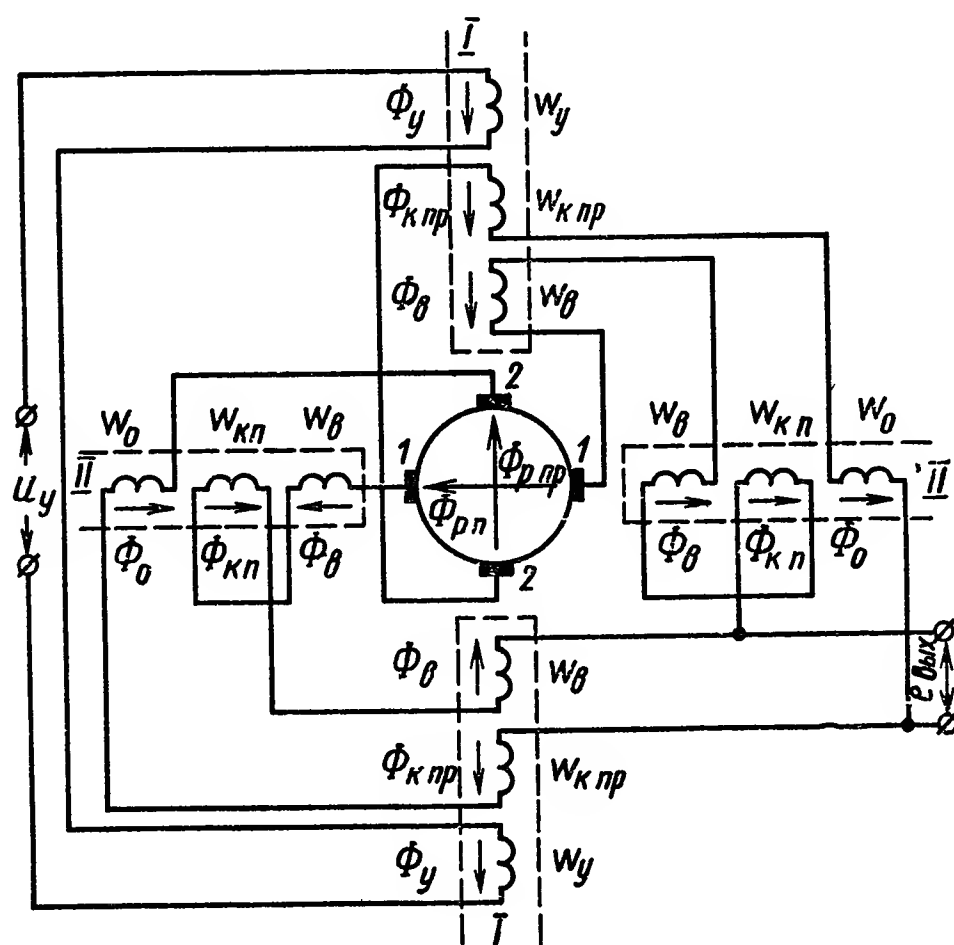 I
Φу wу
Φк пр wк пр
Φв wв
2
wо wкп wв 1 1 wв wк п wо
II Φр пр II
uу Φр п
Φо Φкп Φв 2 Φв Φк п Φо
Φв wв
eвых
Φк пр wк пр
Φу wу
I